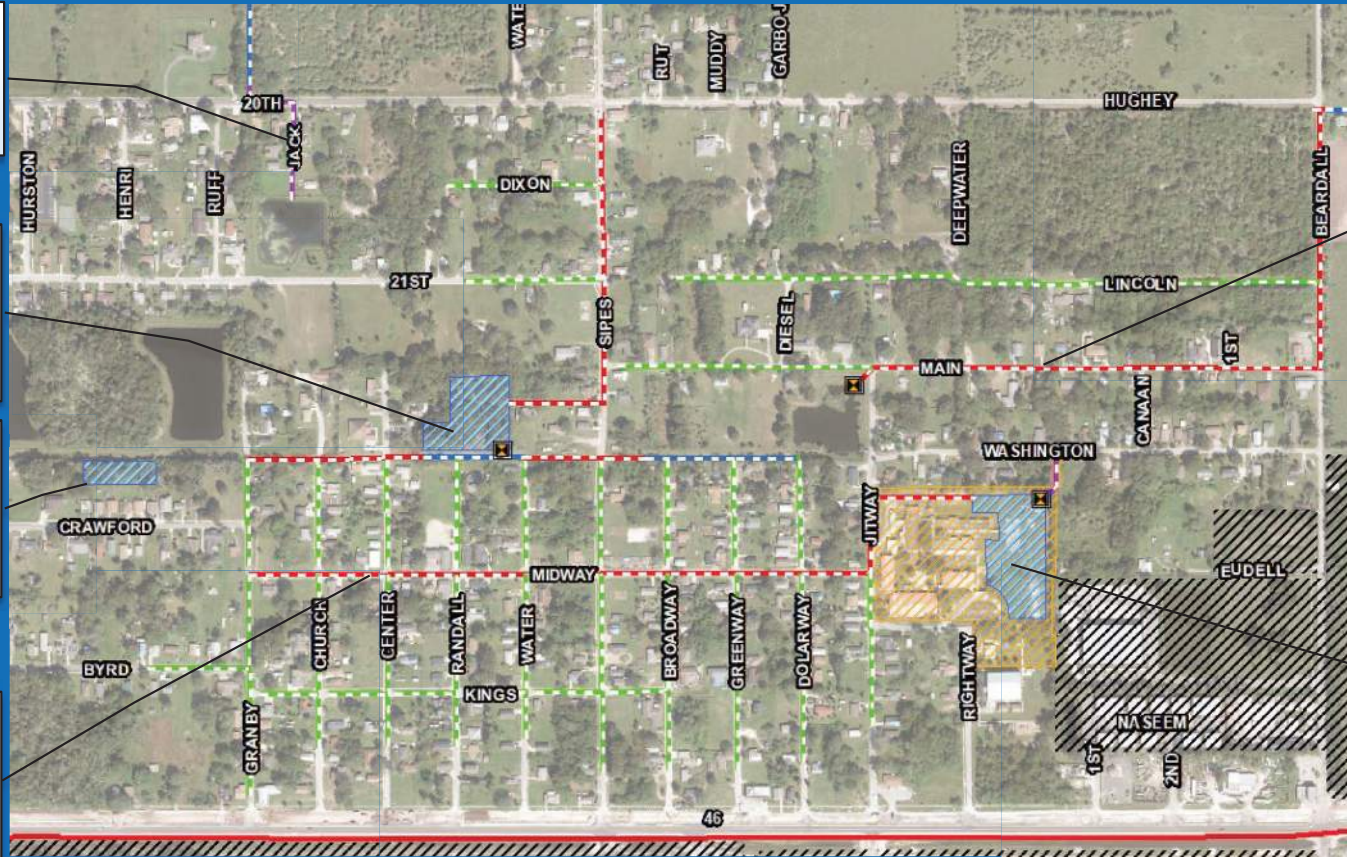 WATE
RUT
MUDDY
GARBO J
20TH
HUGHEY
JACK
HURSTON
HENRI
RUFF
DIXON
DEEPWATER
BEARDALL
21ST
LINCOLN
SIPES
DIESEL
MAIN
1ST
CANAAN
WASHINGTON
CRAWFORD
JITWAY
MIDWAY
EUDELL
CHURCH
CENTER
RANDALL
WATER
BROADWAY
GREENWAY
DOLARWAY
BYRD
KINGS
RIGHTWAY
GRANBY
NASEEM
1ST
2ND
46